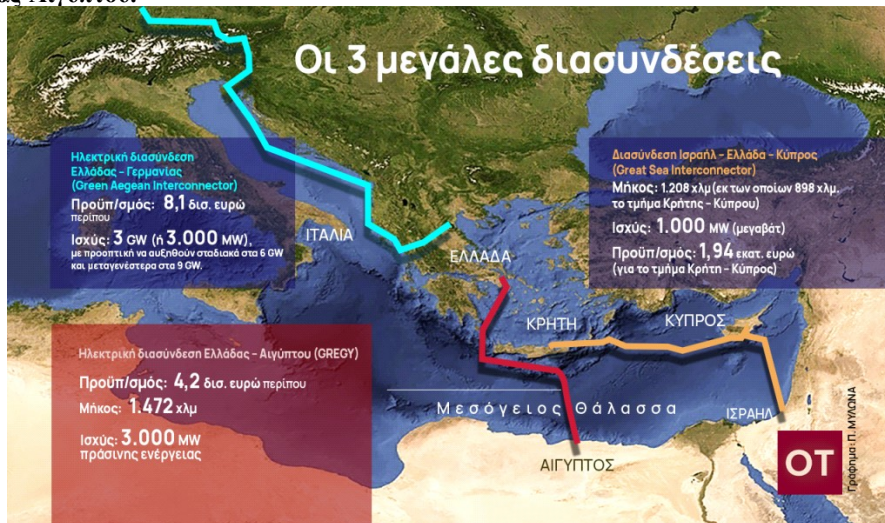 ας Αιγύπτου.
Οι 3 μεγάλες διασυνδέσεις
Ηλεκτρική διασύνδεση
Ελλάδας - Γερμανίας
(Green Aegean Interconnector)
Προϋπ/σμός: 8,1 δισ. ευρώ
περίπου
Ισχύς: 3 GW (ή 3.000 MW),
με προοπτική να αυξηθούν σταδιακά στα 6 GW
και μεταγενέστερα στα 9 GW.
Διασύνδεση Ισραήλ - Ελλάδα - Κύπρος
(Great Sea Interconnector)
Μήκος: 1.208 χλμ (εκ των οποίων 898 χλμ,
το τμήμα Κρήτης - Κύπρου)
Ισχύς: 1.000 MW (μεγαβάτ)
Προϋπ/σμός: 1,94 εκατ. ευρώ
(για το τμήμα Κρήτη - Κύπρος)
ΙΤΑΛΙΑ
ΕΛΛΑΔΑ
ΚΡΗΤΗ
ΚΥΠΡΟΣ
Ηλεκτρική διασύνδεση Ελλάδας - Αιγύπτου (GREGY)
Προϋπ/σμός: 4,2 δισ. ευρώ περίπου
Μήκος: 1.472 χλμ
Ισχύς: 3.000 MW
πράσινης ενέργειας
Μεσόγειος Θάλασσα
ΙΣΡΑΗΛ
ΑΙΓΥΠΤΟΣ
ΟΤ
Γράφημα: Π. ΜΥΛΩΝΑ